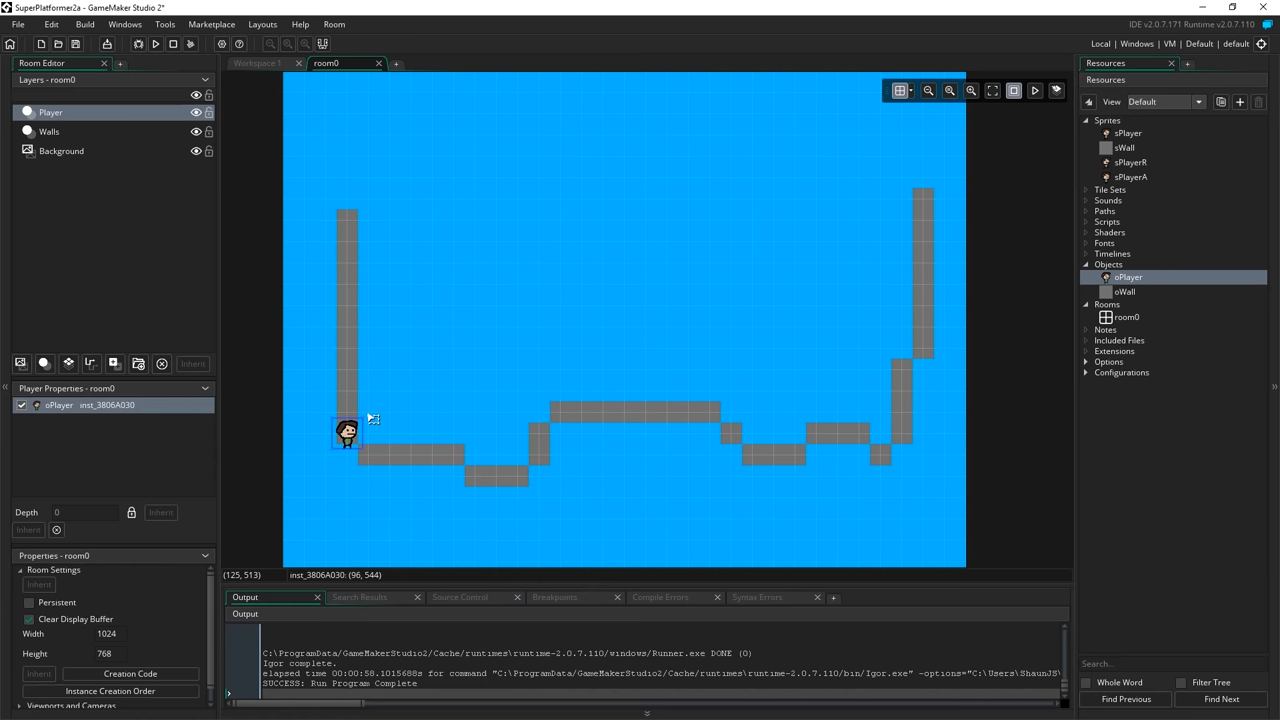 SuperPlatformer2a - GameMaker Studio 2*
File Edit Build Windows Tools Marketplace Layouts Help Room
IDE v2.0.7.171 Runtime v2.0.7.110
Local | Windows | VM | Default | default
Room Editor
Layers - room0
Player
Walls
Background
Inherit
Player Properties - room0
oPlayer inst_3806A030
Depth 0 Inherit
Inherit
Properties - room0
Room Settings
Inherit
Persistent
Clear Display Buffer
Width 1024
Height 768
Inherit Creation Code
Instance Creation Order
Viewports and Cameras
Workspace 1 room0
(125, 513) inst_3806A030: (96, 544)
Output Search Results Source Control Breakpoints Compile Errors Syntax Errors
Output
C:\ProgramData/GameMakerStudio2/Cache/runtimes\runtime-2.0.7.110/windows/Runner.exe DONE (0)
Igor complete.
elapsed time 00:00:58.1015688s for command "C:\ProgramData/GameMakerStudio2/Cache/runtimes\runtime-2.0.7.110/bin/Igor.exe" -options="C:\Users\ShaunJS\
SUCCESS: Run Program Complete
Resources
Resources
View Default
Sprites
sPlayer
sWall
sPlayerR
sPlayerA
Tile Sets
Sounds
Paths
Scripts
Shaders
Fonts
Timelines
Objects
oPlayer
oWall
Rooms
room0
Notes
Included Files
Extensions
Options
Configurations
Search...
Whole Word Filter Tree
Find Previous Find Next